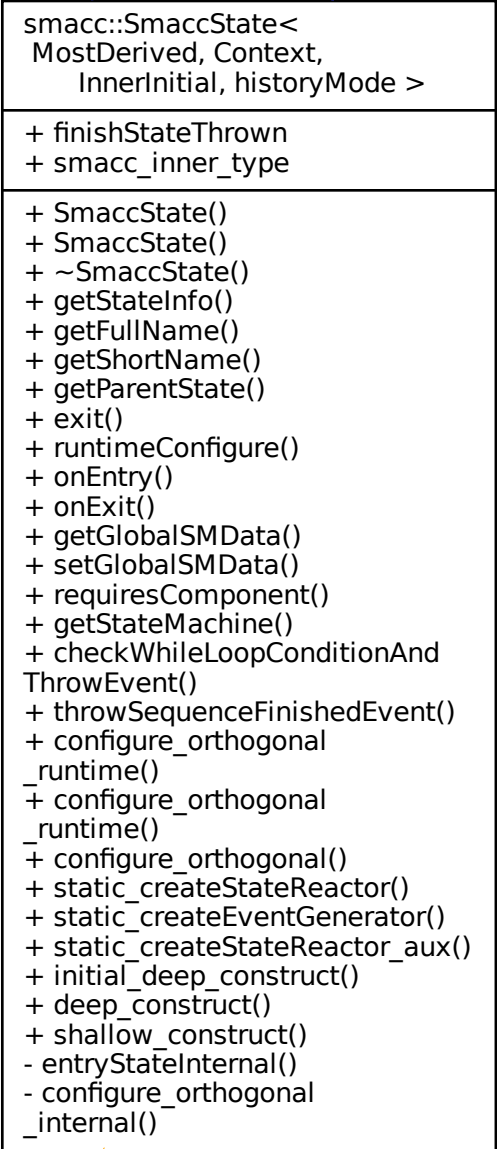 smacc::SmaccState<
MostDerived, Context,
InnerInitial, historyMode >
+ finishStateThrown
+ smacc_inner_type
+ SmaccState()
+ SmaccState()
+ ~SmaccState()
+ getStateInfo()
+ getFullName()
+ getShortName()
+ getParentState()
+ exit()
+ runtimeConfigure()
+ onEntry()
+ onExit()
+ getGlobalSMData()
+ setGlobalSMData()
+ requiresComponent()
+ getStateMachine()
+ checkWhileLoopConditionAnd
ThrowEvent()
+ throwSequenceFinishedEvent()
+ configure_orthogonal
_runtime()
+ configure_orthogonal
_runtime()
+ configure_orthogonal()
+ static_createStateReactor()
+ static_createEventGenerator()
+ static_createStateReactor_aux()
+ initial_deep_construct()
+ deep_construct()
+ shallow_construct()
- entryStateInternal()
- configure_orthogonal
_internal()